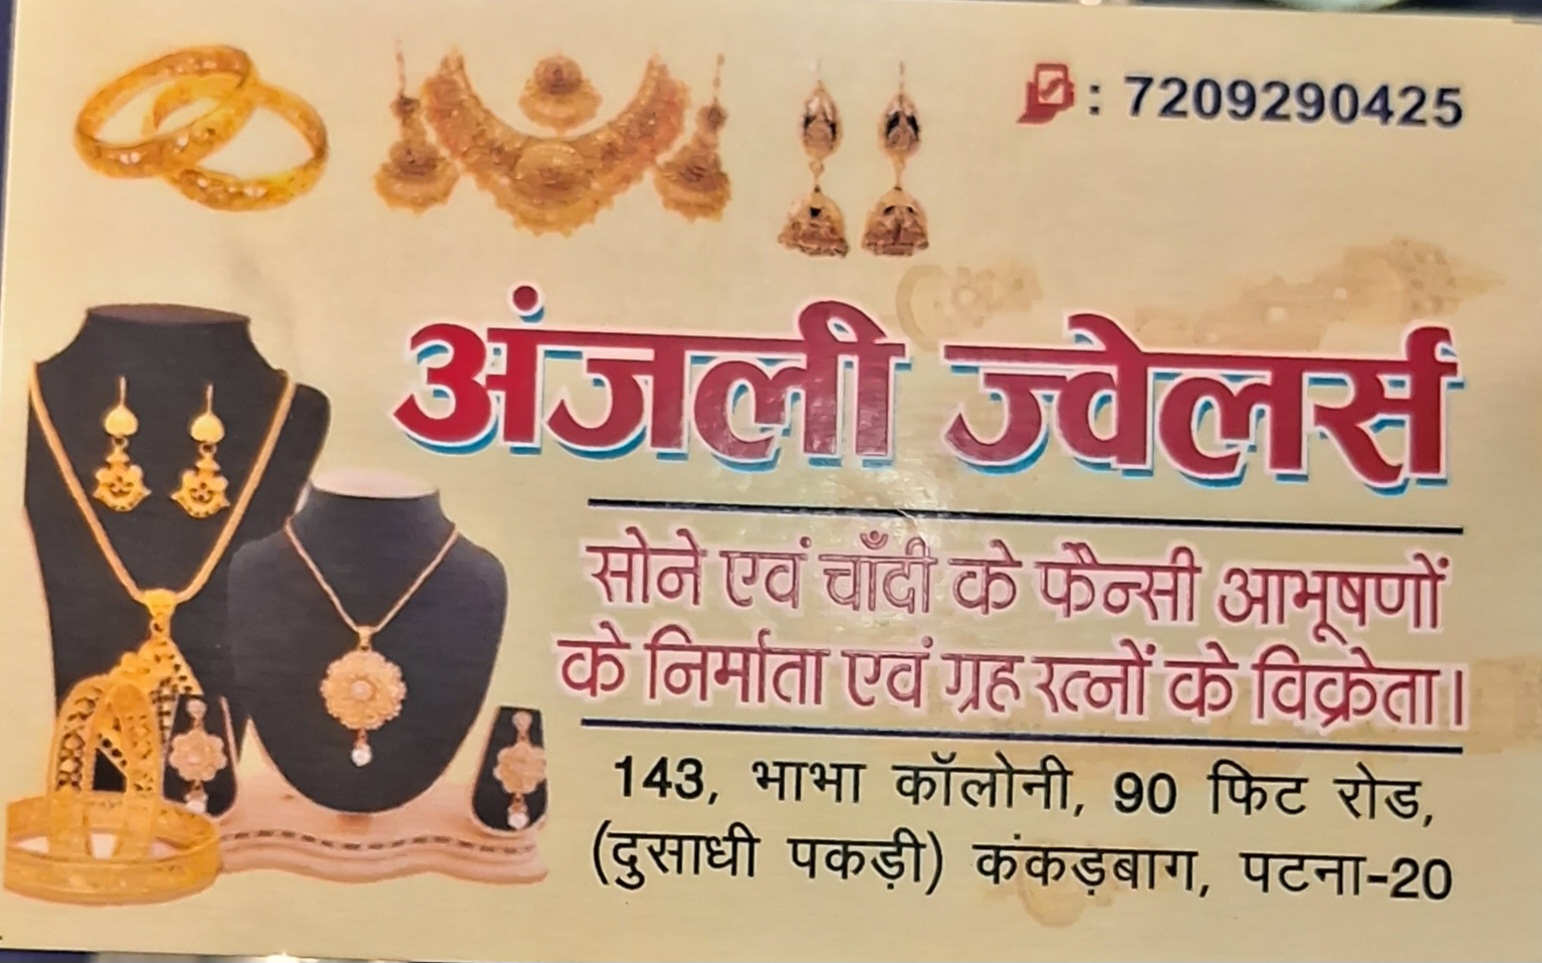 : 7209290425
अंजली ज्वेलर्स
सोने एवं चाँदी के फैन्सी आभूषणों
के निर्माता एवं ग्रह रत्नों के विक्रेता।
143, भाभा कॉलोनी, 90 फिट रोड,
(दुसाधी पकड़ी) कंकड़बाग, पटना-20